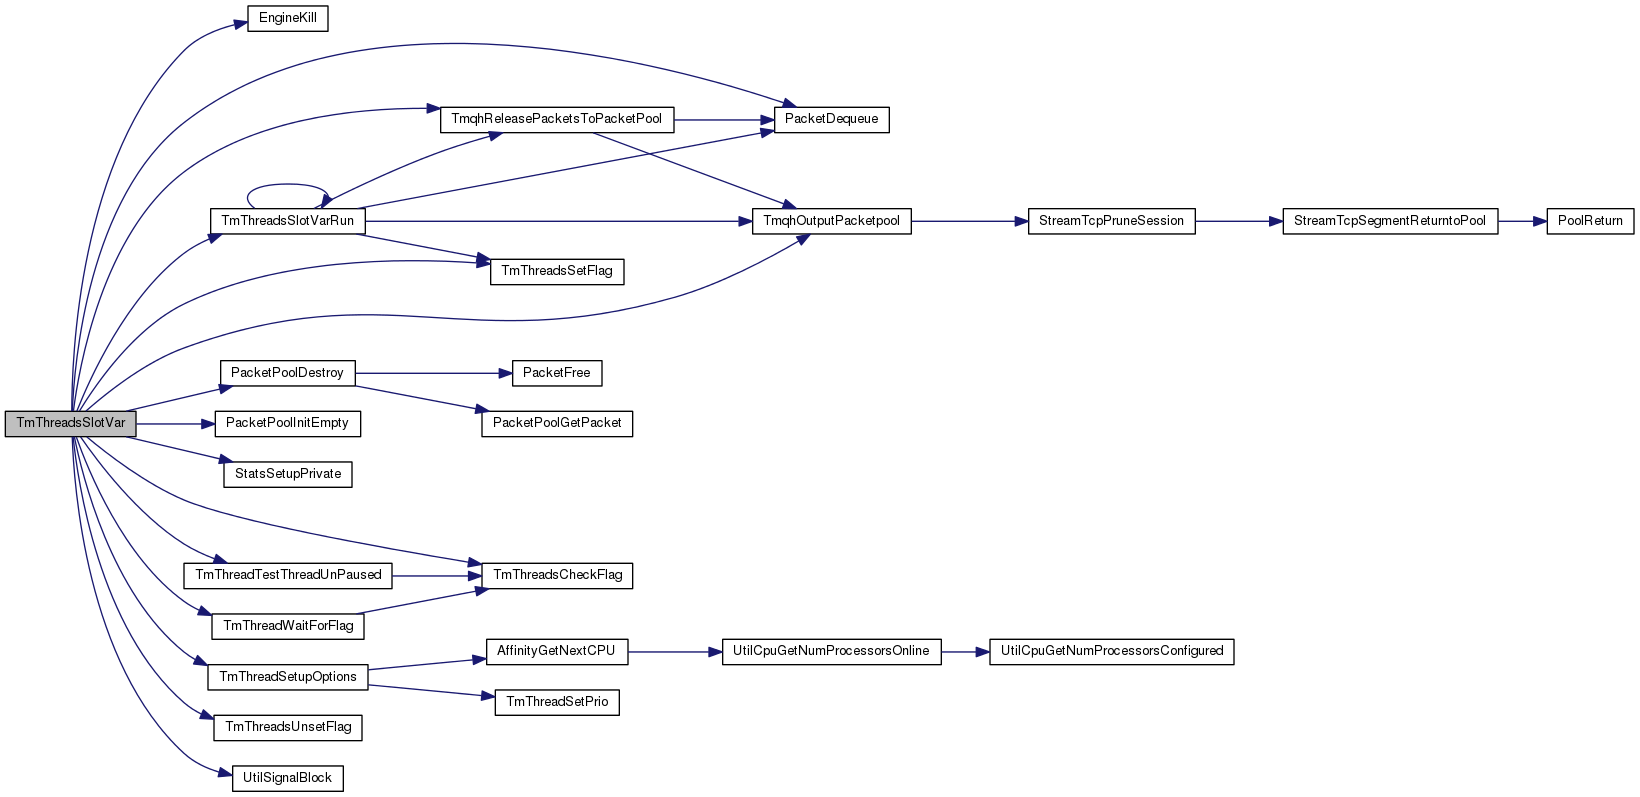 EngineKill
TmqhReleasePacketsToPacketPool
PacketDequeue
TmThreadsSlotVarRun
TmqhOutputPacketpool
StreamTcpPruneSession
StreamTcpSegmentReturntoPool
PoolReturn
TmThreadsSetFlag
PacketPoolDestroy
PacketFree
TmThreadsSlotVar
PacketPoolInitEmpty
PacketPoolGetPacket
StatsSetupPrivate
TmThreadTestThreadUnPaused
TmThreadsCheckFlag
TmThreadWaitForFlag
AffinityGetNextCPU
UtilCpuGetNumProcessorsOnline
UtilCpuGetNumProcessorsConfigured
TmThreadSetupOptions
TmThreadSetPrio
TmThreadsUnsetFlag
UtilSignalBlock